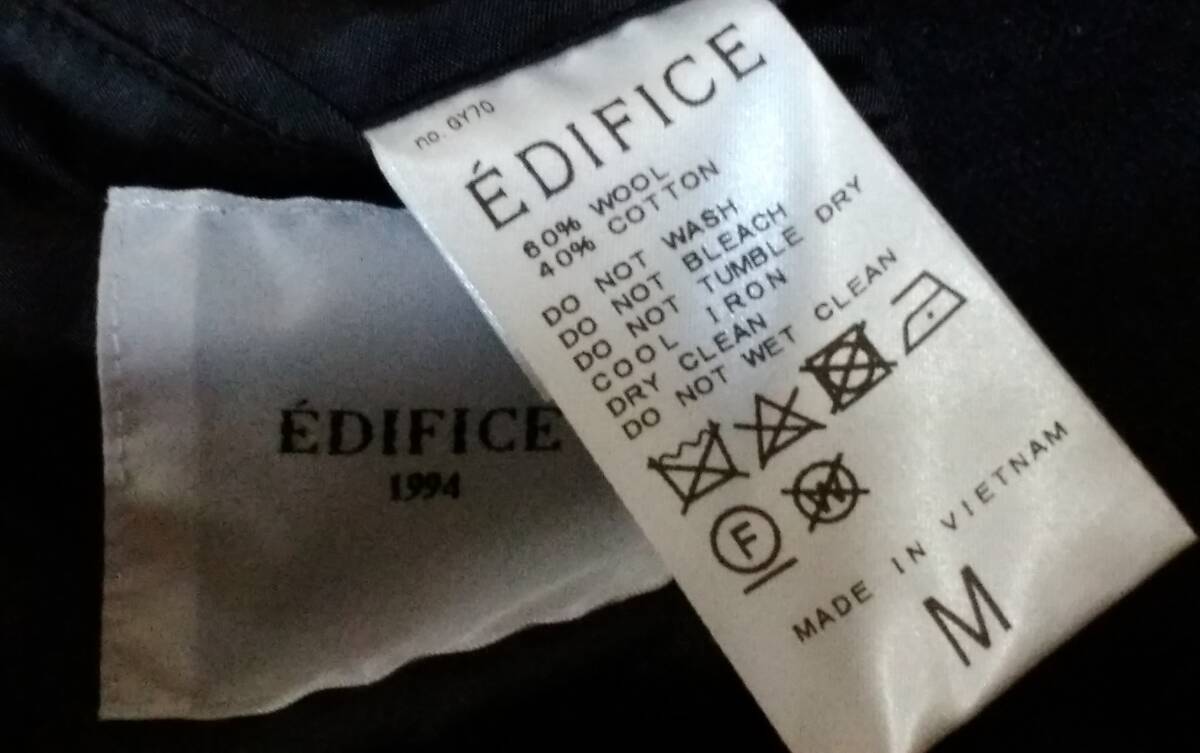 no. GY70
ÉDIFICE
60% WOOL
40% COTTON
DO NOT WASH
DO NOT BLEACH
DO NOT TUMBLE DRY
COOL IRON
DRY CLEAN
DO NOT WET CLEAN
F
W
MADE IN VIETNAM
M
ÉDIFICE
1994